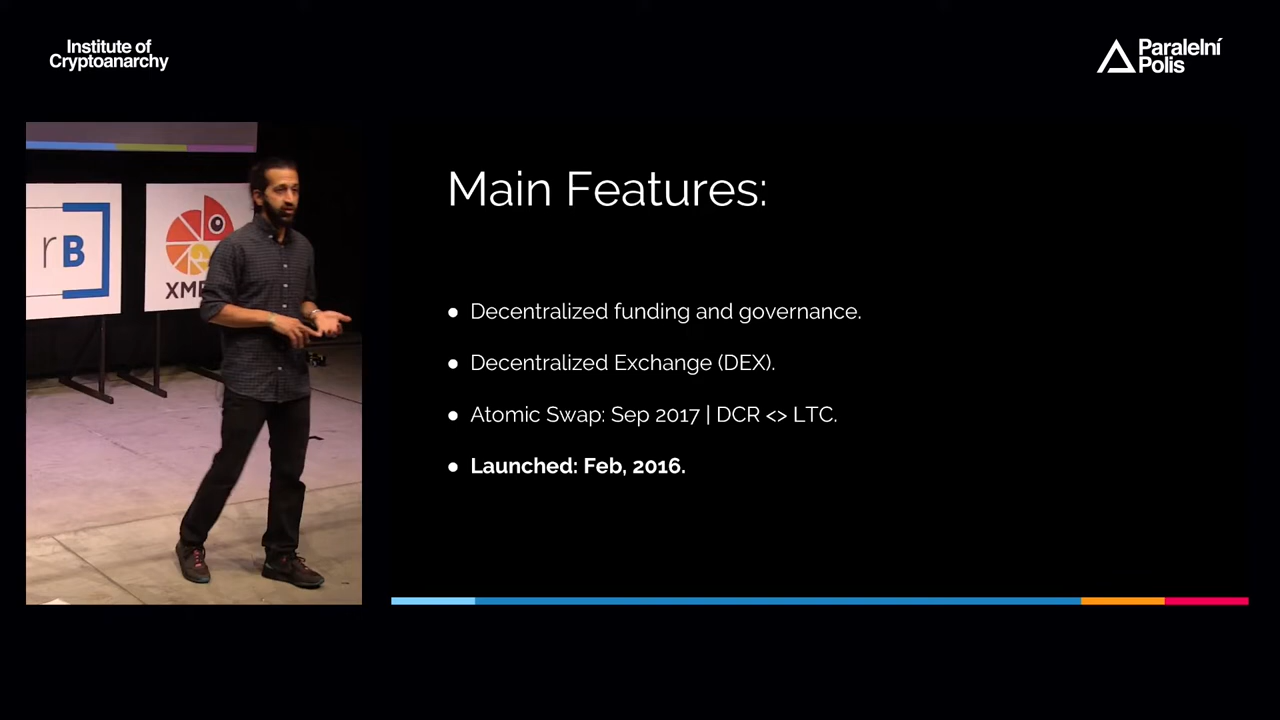 Institute of
Cryptoanarchy
Paralelní
Polis
rB
Main Features:
● Decentralized funding and governance.
● Decentralized Exchange (DEX).
● Atomic Swap: Sep 2017 | DCR <> LTC.
● Launched: Feb, 2016.